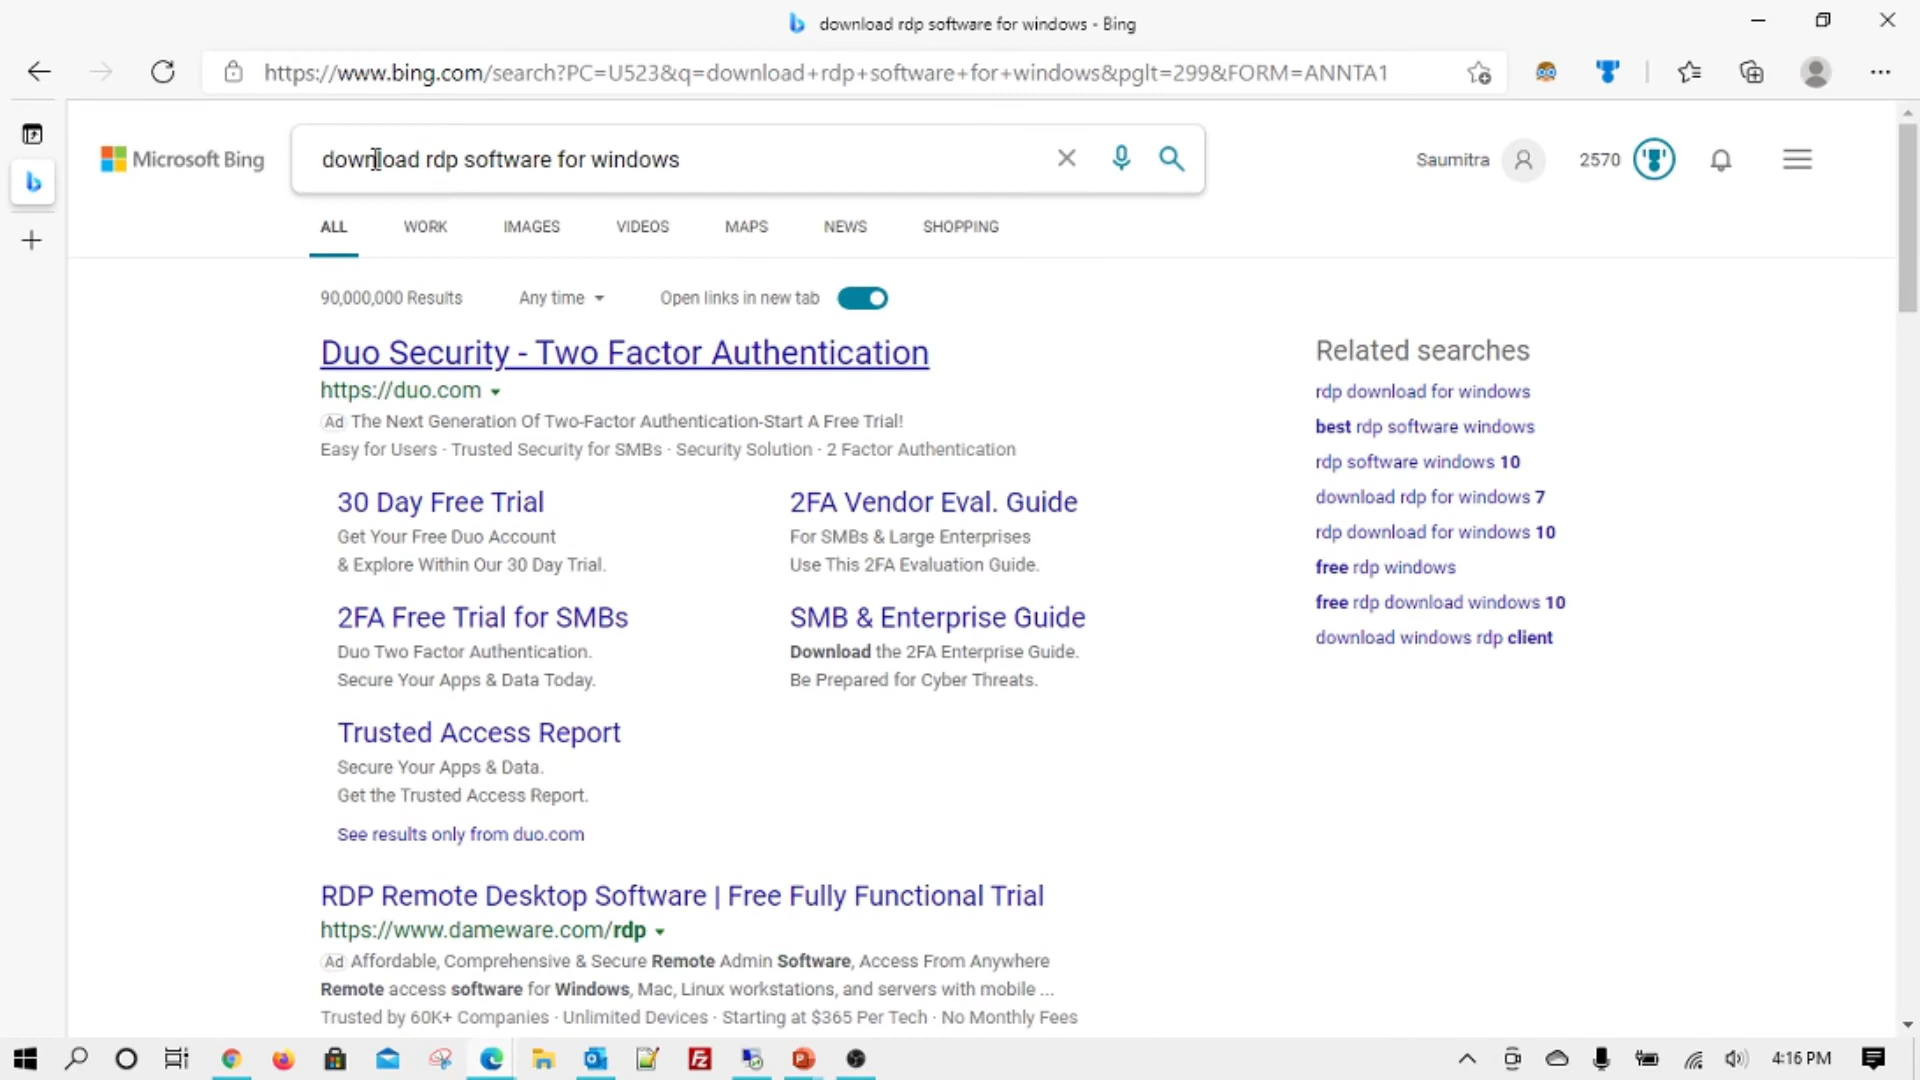 download rdp software for windows - Bing
https://www.bing.com/search?PC=U523&q=download+rdp+software+for+windows&pglt=299&FORM=ANNTA1
Microsoft Bing
download rdp software for windows
Saumitra
2570
ALL WORK IMAGES VIDEOS MAPS NEWS SHOPPING
90,000,000 Results Any time Open links in new tab
Duo Security - Two Factor Authentication
https://duo.com
Ad The Next Generation Of Two-Factor Authentication-Start A Free Trial!
Easy for Users · Trusted Security for SMBs · Security Solution · 2 Factor Authentication
30 Day Free Trial
Get Your Free Duo Account
& Explore Within Our 30 Day Trial.
2FA Vendor Eval. Guide
For SMBs & Large Enterprises
Use This 2FA Evaluation Guide.
2FA Free Trial for SMBs
Duo Two Factor Authentication.
Secure Your Apps & Data Today.
SMB & Enterprise Guide
Download the 2FA Enterprise Guide.
Be Prepared for Cyber Threats.
Trusted Access Report
Secure Your Apps & Data.
Get the Trusted Access Report.
See results only from duo.com
RDP Remote Desktop Software | Free Fully Functional Trial
https://www.dameware.com/rdp
Ad Affordable, Comprehensive & Secure Remote Admin Software, Access From Anywhere
Remote access software for Windows, Mac, Linux workstations, and servers with mobile ...
Trusted by 60K+ Companies · Unlimited Devices · Starting at $365 Per Tech · No Monthly Fees
Related searches
rdp download for windows
best rdp software windows
rdp software windows 10
download rdp for windows 7
rdp download for windows 10
free rdp windows
free rdp download windows 10
download windows rdp client
4:16 PM